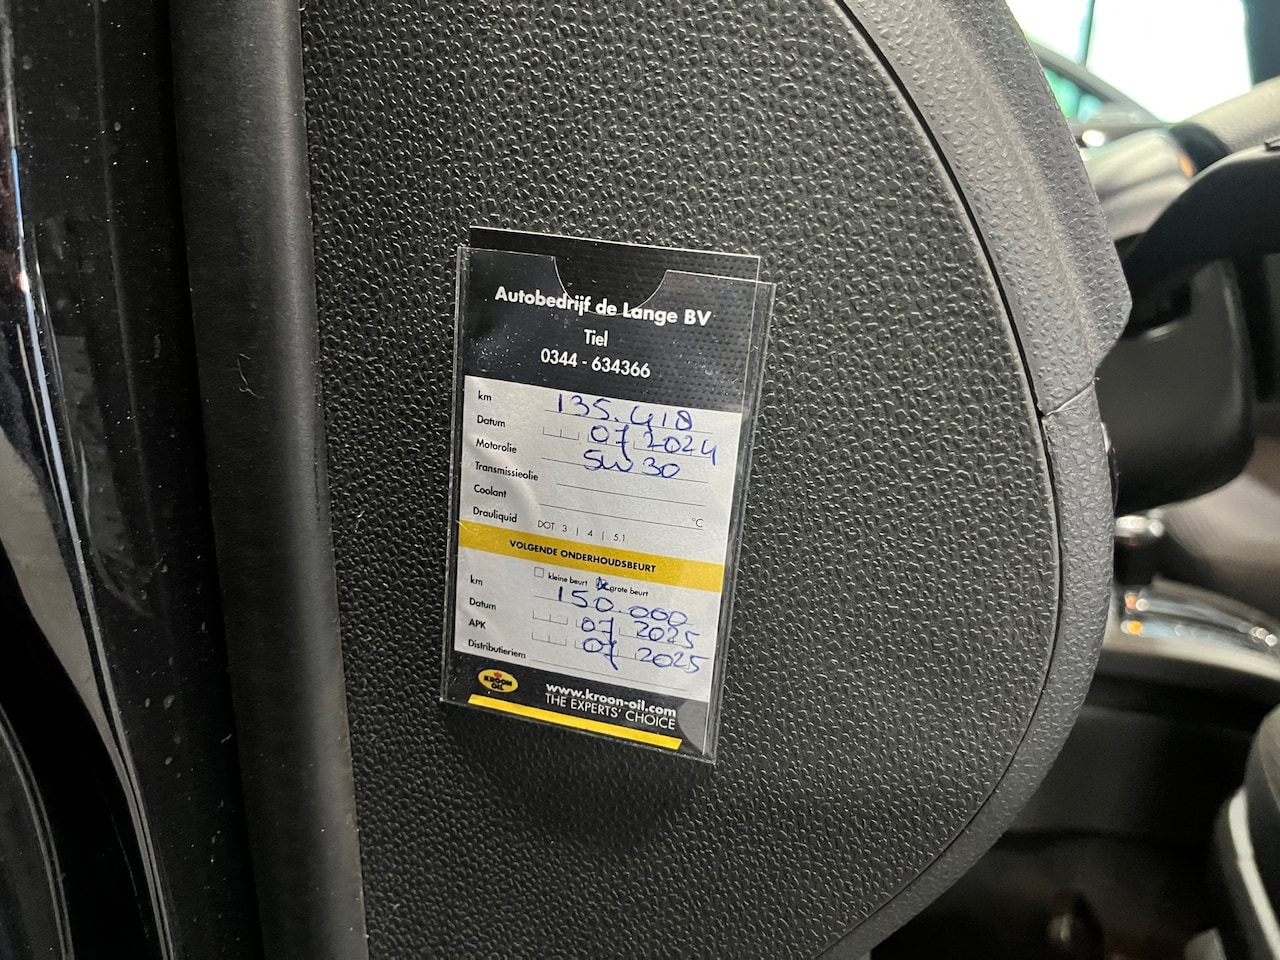 Autobedrijf de Lange BV
Tiel
0344 - 634366
km 135.418
Datum 07 2024
Motorolie 5W30
Transmissieolie
Coolant °C
Drauliquid DOT 3 | 4 | 5.1
VOLGENDE ONDERHOUDSBEURT
kleine beurt grote beurt
km 150.000
Datum 07 2025
APK 07 2025
Distributieriem
KROON OIL
www.kroon-oil.com
THE EXPERTS' CHOICE